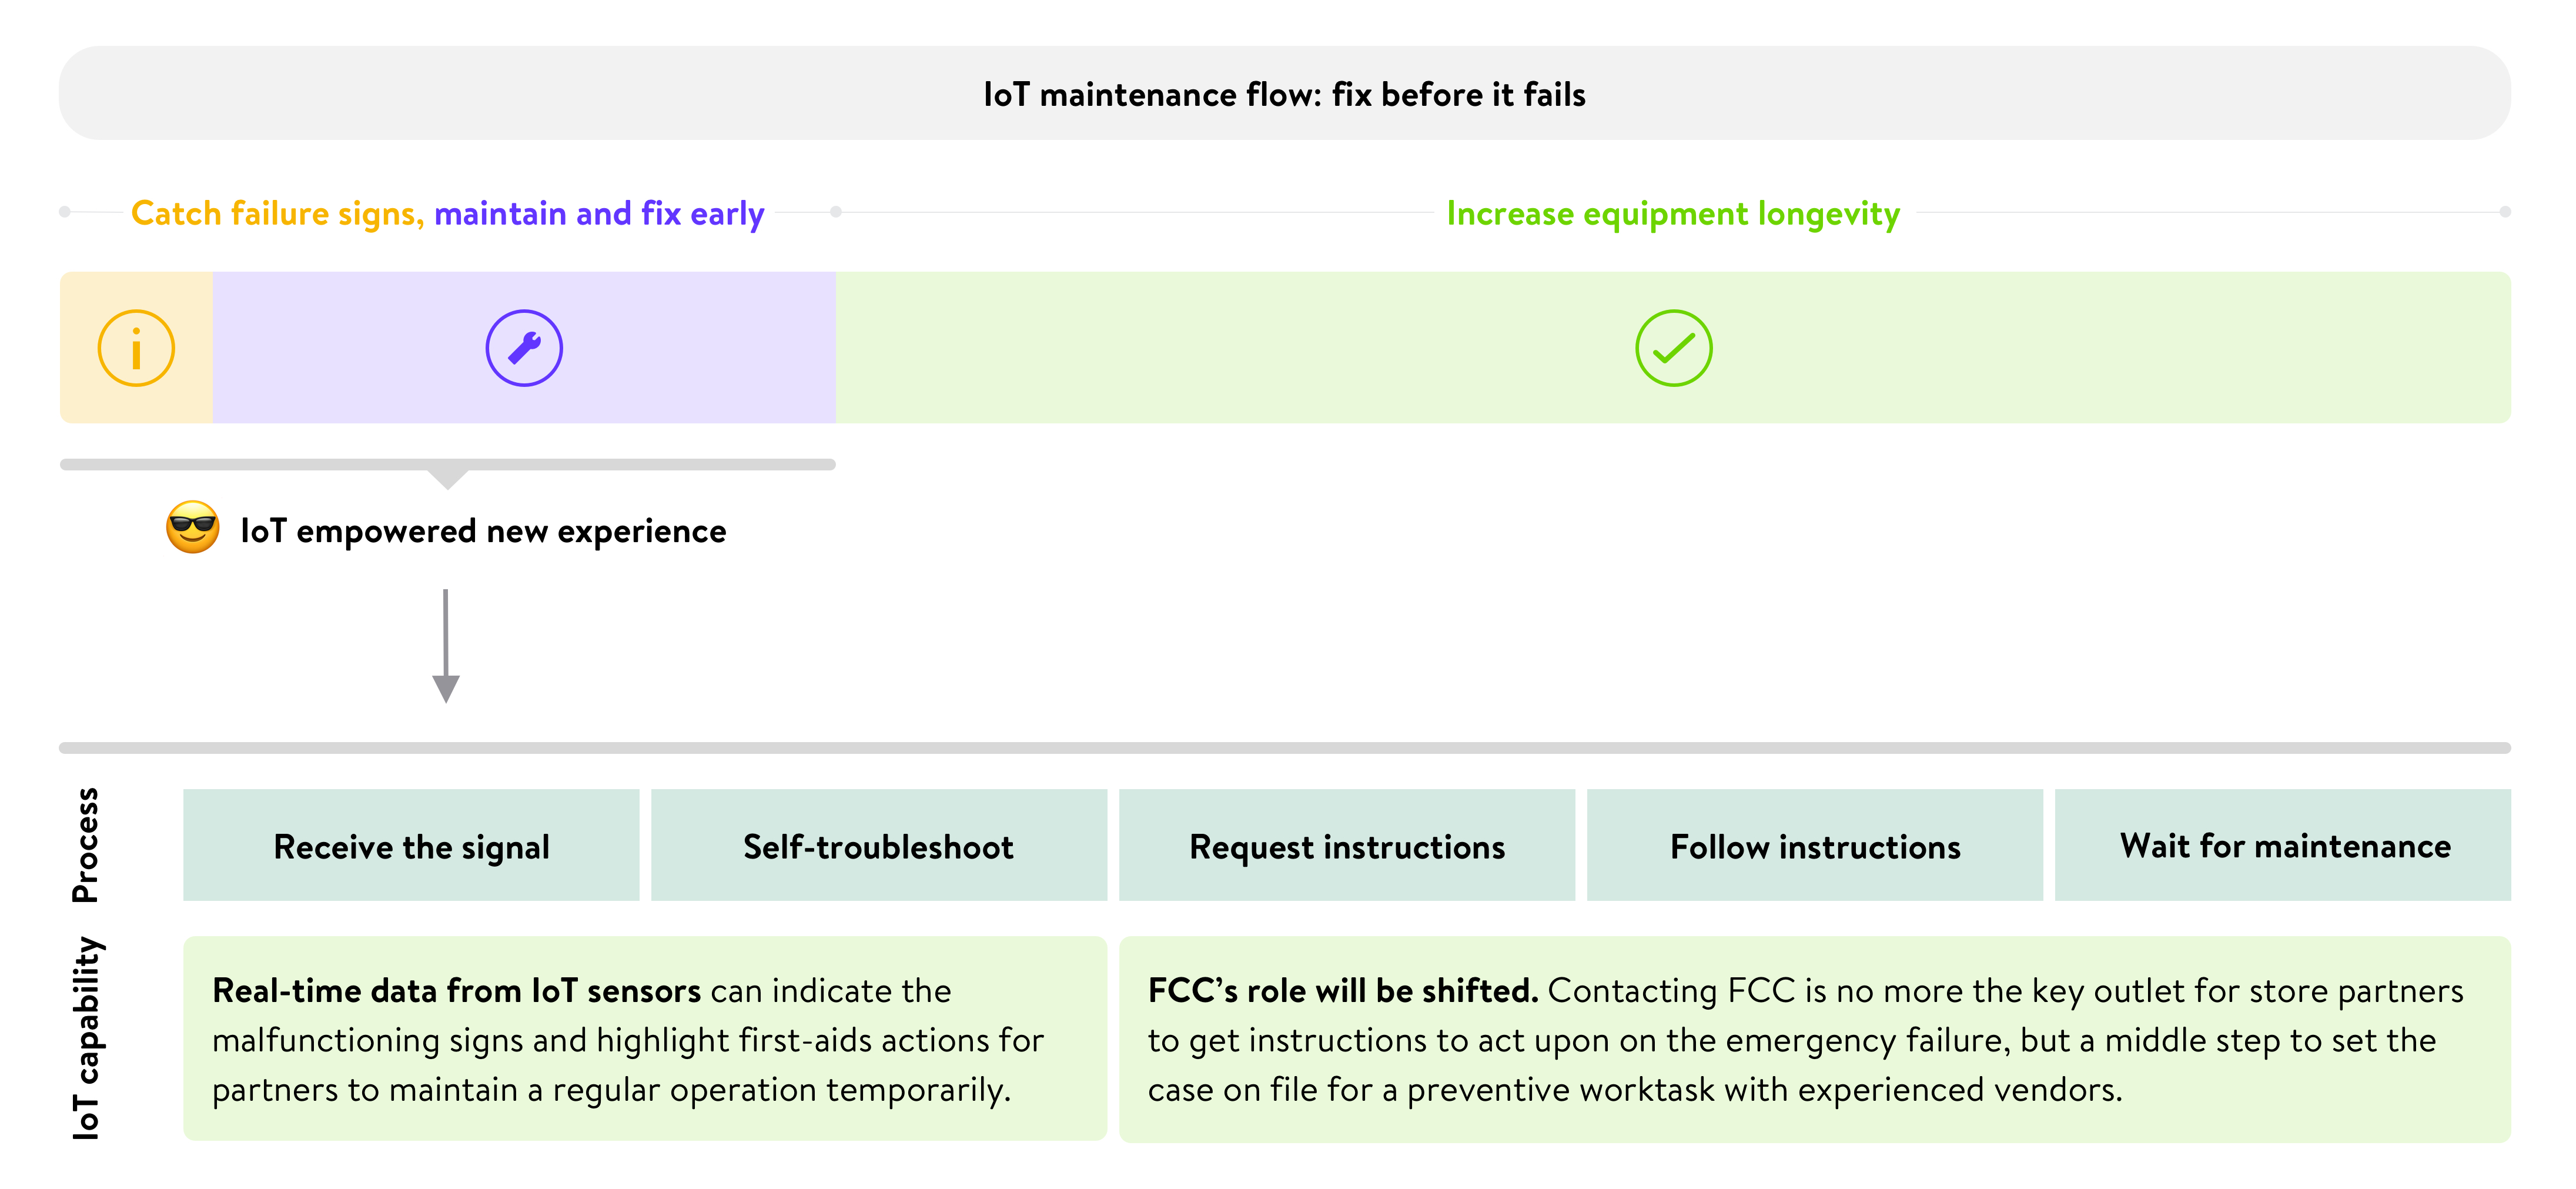 IoT maintenance flow: fix before it fails
Catch failure signs, maintain and fix early
Increase equipment longevity
IoT empowered new experience
Process
Receive the signal
Self-troubleshoot
Request instructions
Follow instructions
Wait for maintenance
IoT capability
Real-time data from IoT sensors can indicate the
malfunctioning signs and highlight first-aids actions for
partners to maintain a regular operation temporarily.
FCC’s role will be shifted. Contacting FCC is no more the key outlet for store partners
to get instructions to act upon on the emergency failure, but a middle step to set the
case on file for a preventive worktask with experienced vendors.